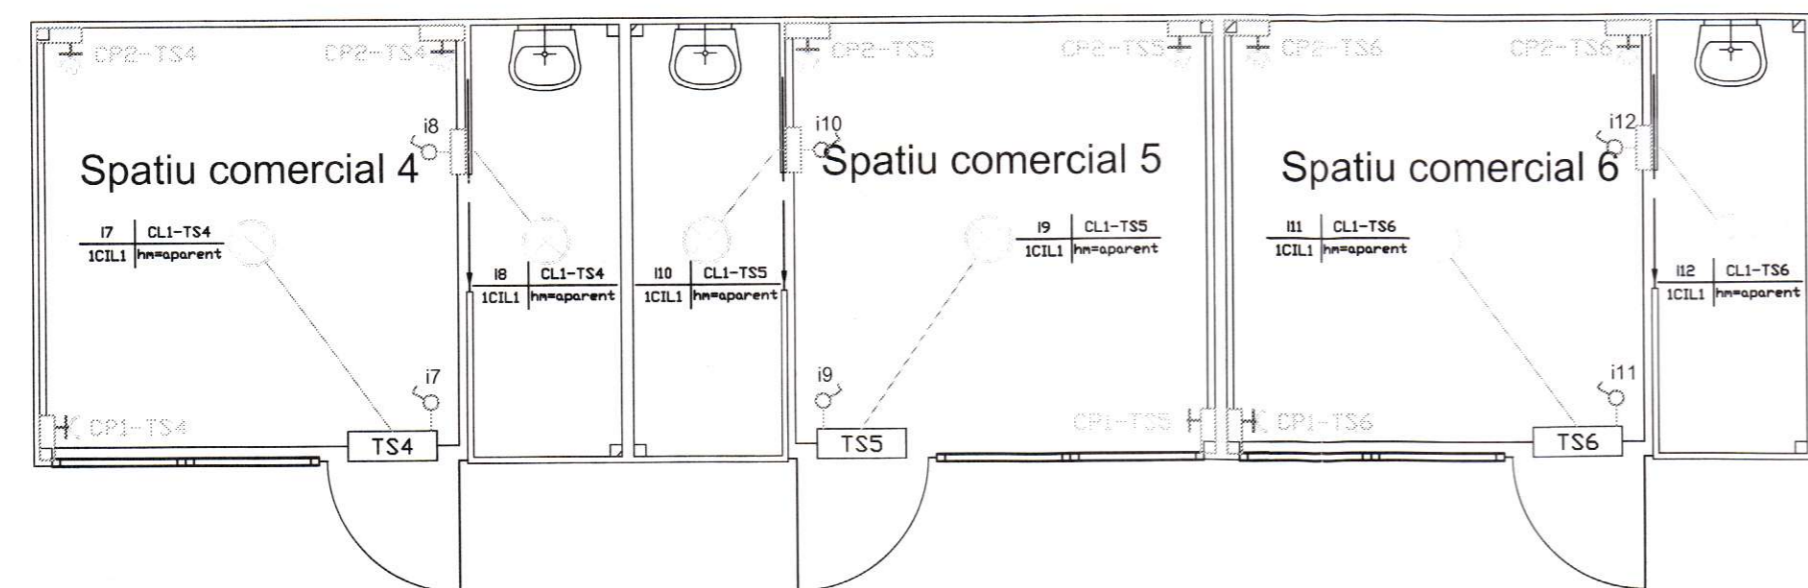 CP2-TS4
CP2-TS4
CP2-TS5
CP2-TS5
CP2-TS6
CP2-TS6
i8
i10
i12
Spatiu comercial 4
Spatiu comercial 5
Spatiu comercial 6
I7 CL1-TS4
1CIL1 hm=aparent
I8 CL1-TS4
1CIL1 hm=aparent
I10 CL1-TS5
1CIL1 hm=aparent
I9 CL1-TS5
1CIL1 hm=aparent
I11 CL1-TS6
1CIL1 hm=aparent
I12 CL1-TS6
1CIL1 hm=aparent
i7
i9
i11
CP1-TS4
CP1-TS5
CP1-TS6
TS4
TS5
TS6